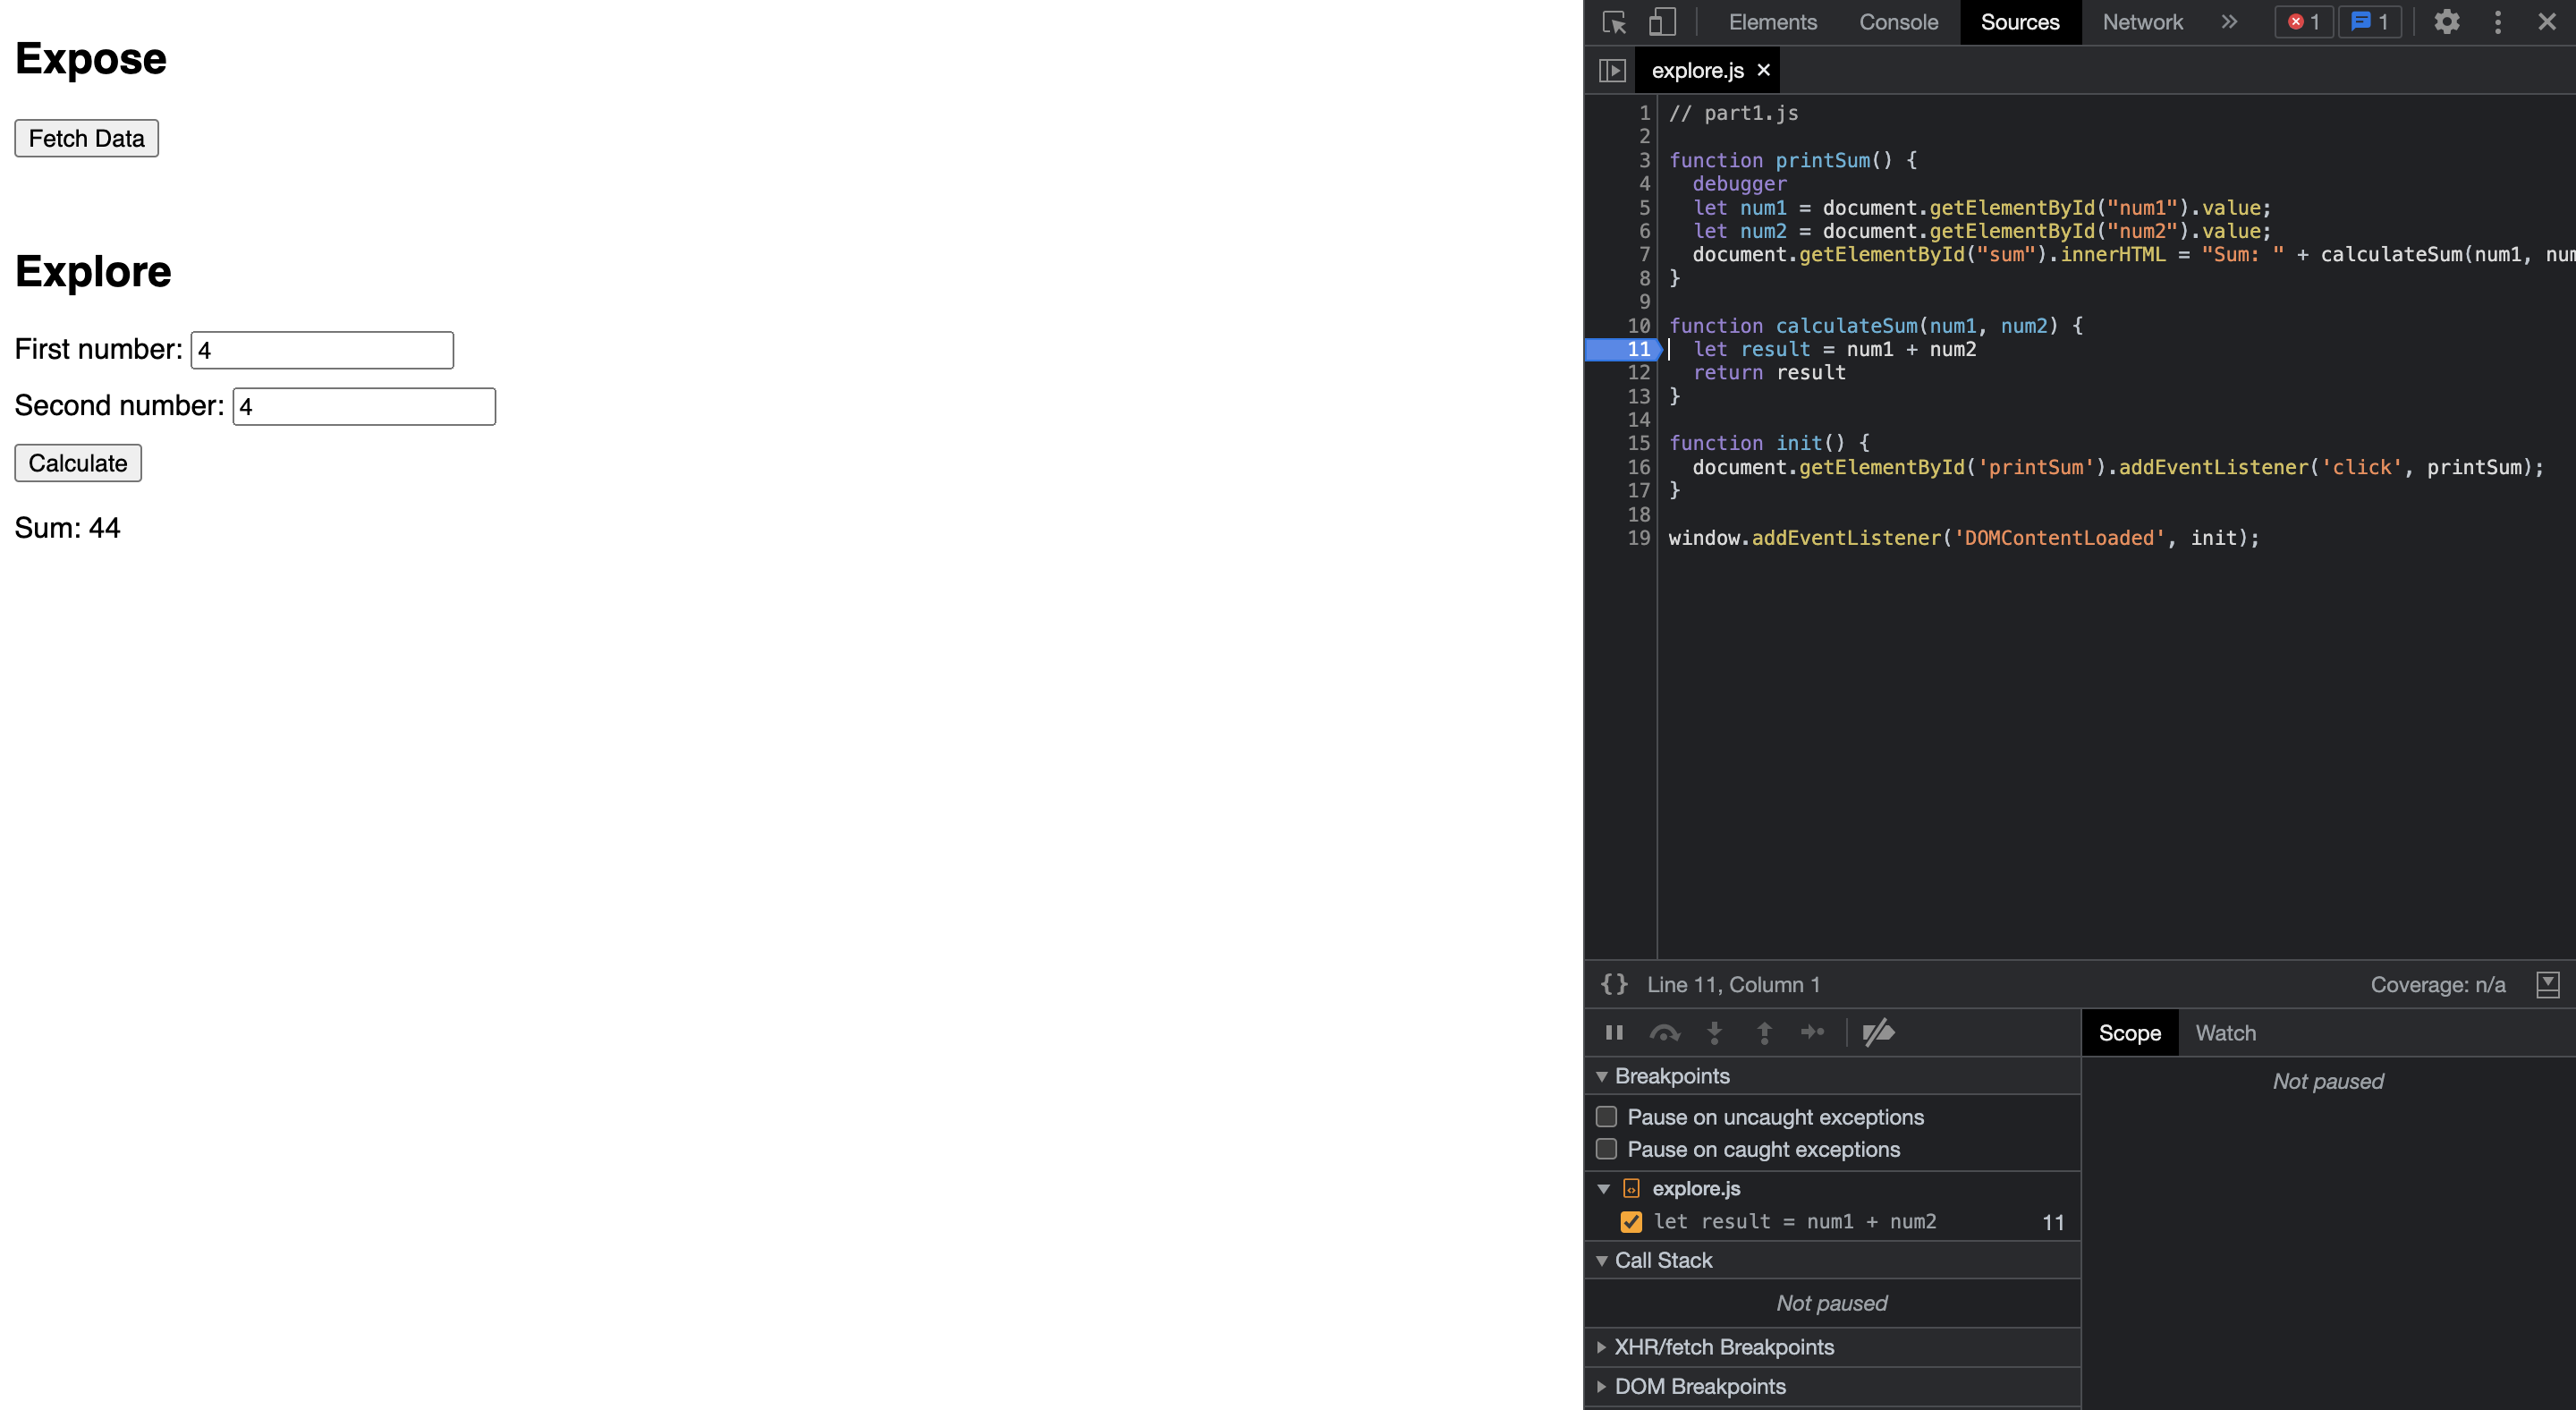 Expose
Fetch Data
Explore
First number: 4
Second number: 4
Calculate
Sum: 44
Elements Console Sources Network » 1 1
explore.js ×
1 // part1.js
2
3 function printSum() {
4   debugger
5   let num1 = document.getElementById("num1").value;
6   let num2 = document.getElementById("num2").value;
7   document.getElementById("sum").innerHTML = "Sum: " + calculateSum(num1, num
8 }
9
10 function calculateSum(num1, num2) {
11   let result = num1 + num2
12   return result
13 }
14
15 function init() {
16   document.getElementById('printSum').addEventListener('click', printSum);
17 }
18
19 window.addEventListener('DOMContentLoaded', init);
{} Line 11, Column 1 Coverage: n/a
Scope Watch
Breakpoints
Not paused
Pause on uncaught exceptions
Pause on caught exceptions
explore.js
let result = num1 + num2 11
Call Stack
Not paused
XHR/fetch Breakpoints
DOM Breakpoints